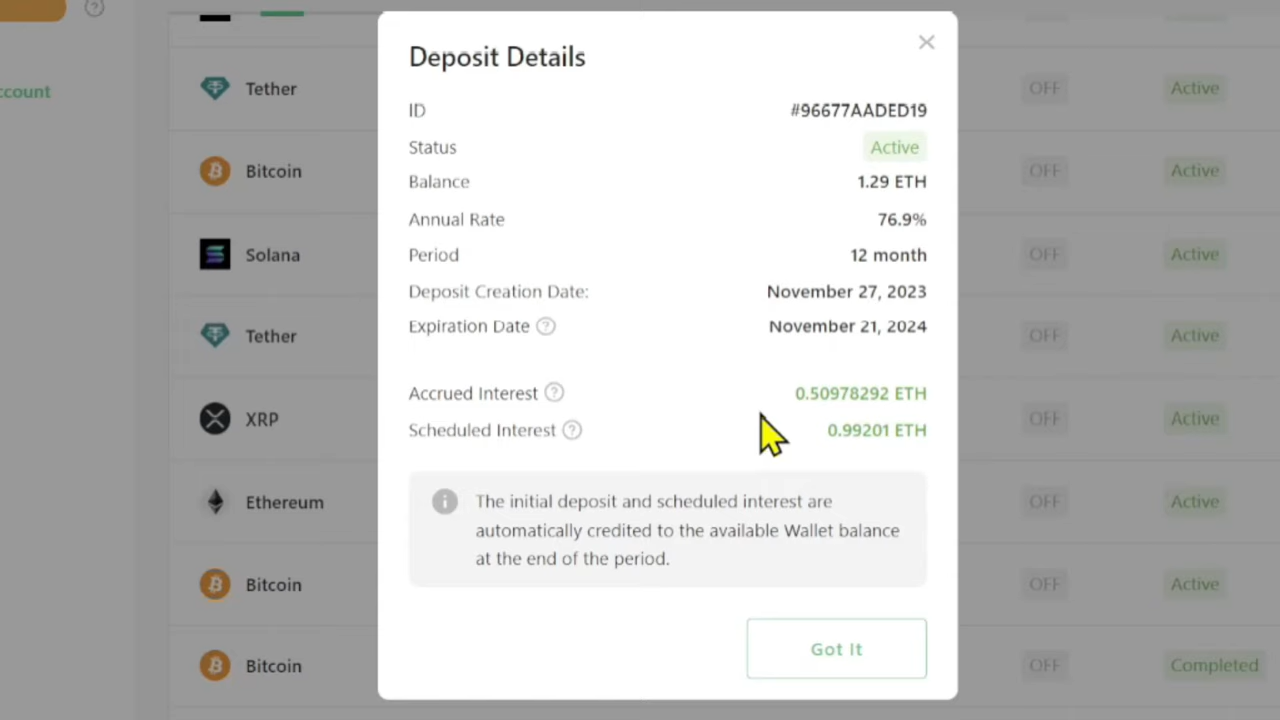 Deposit Details
ID #96677AADED19
Status Active
Balance 1.29 ETH
Annual Rate 76.9%
Period 12 month
Deposit Creation Date: November 27, 2023
Expiration Date ? November 21, 2024
Accrued Interest ? 0.50978292 ETH
Scheduled Interest ? 0.99201 ETH
The initial deposit and scheduled interest are
automatically credited to the available Wallet balance
at the end of the period.
Got It
?
ccount
Tether OFF Active
Bitcoin OFF Active
Solana OFF Active
Tether OFF Active
XRP OFF Active
Ethereum OFF Active
Bitcoin OFF Active
Bitcoin OFF Completed